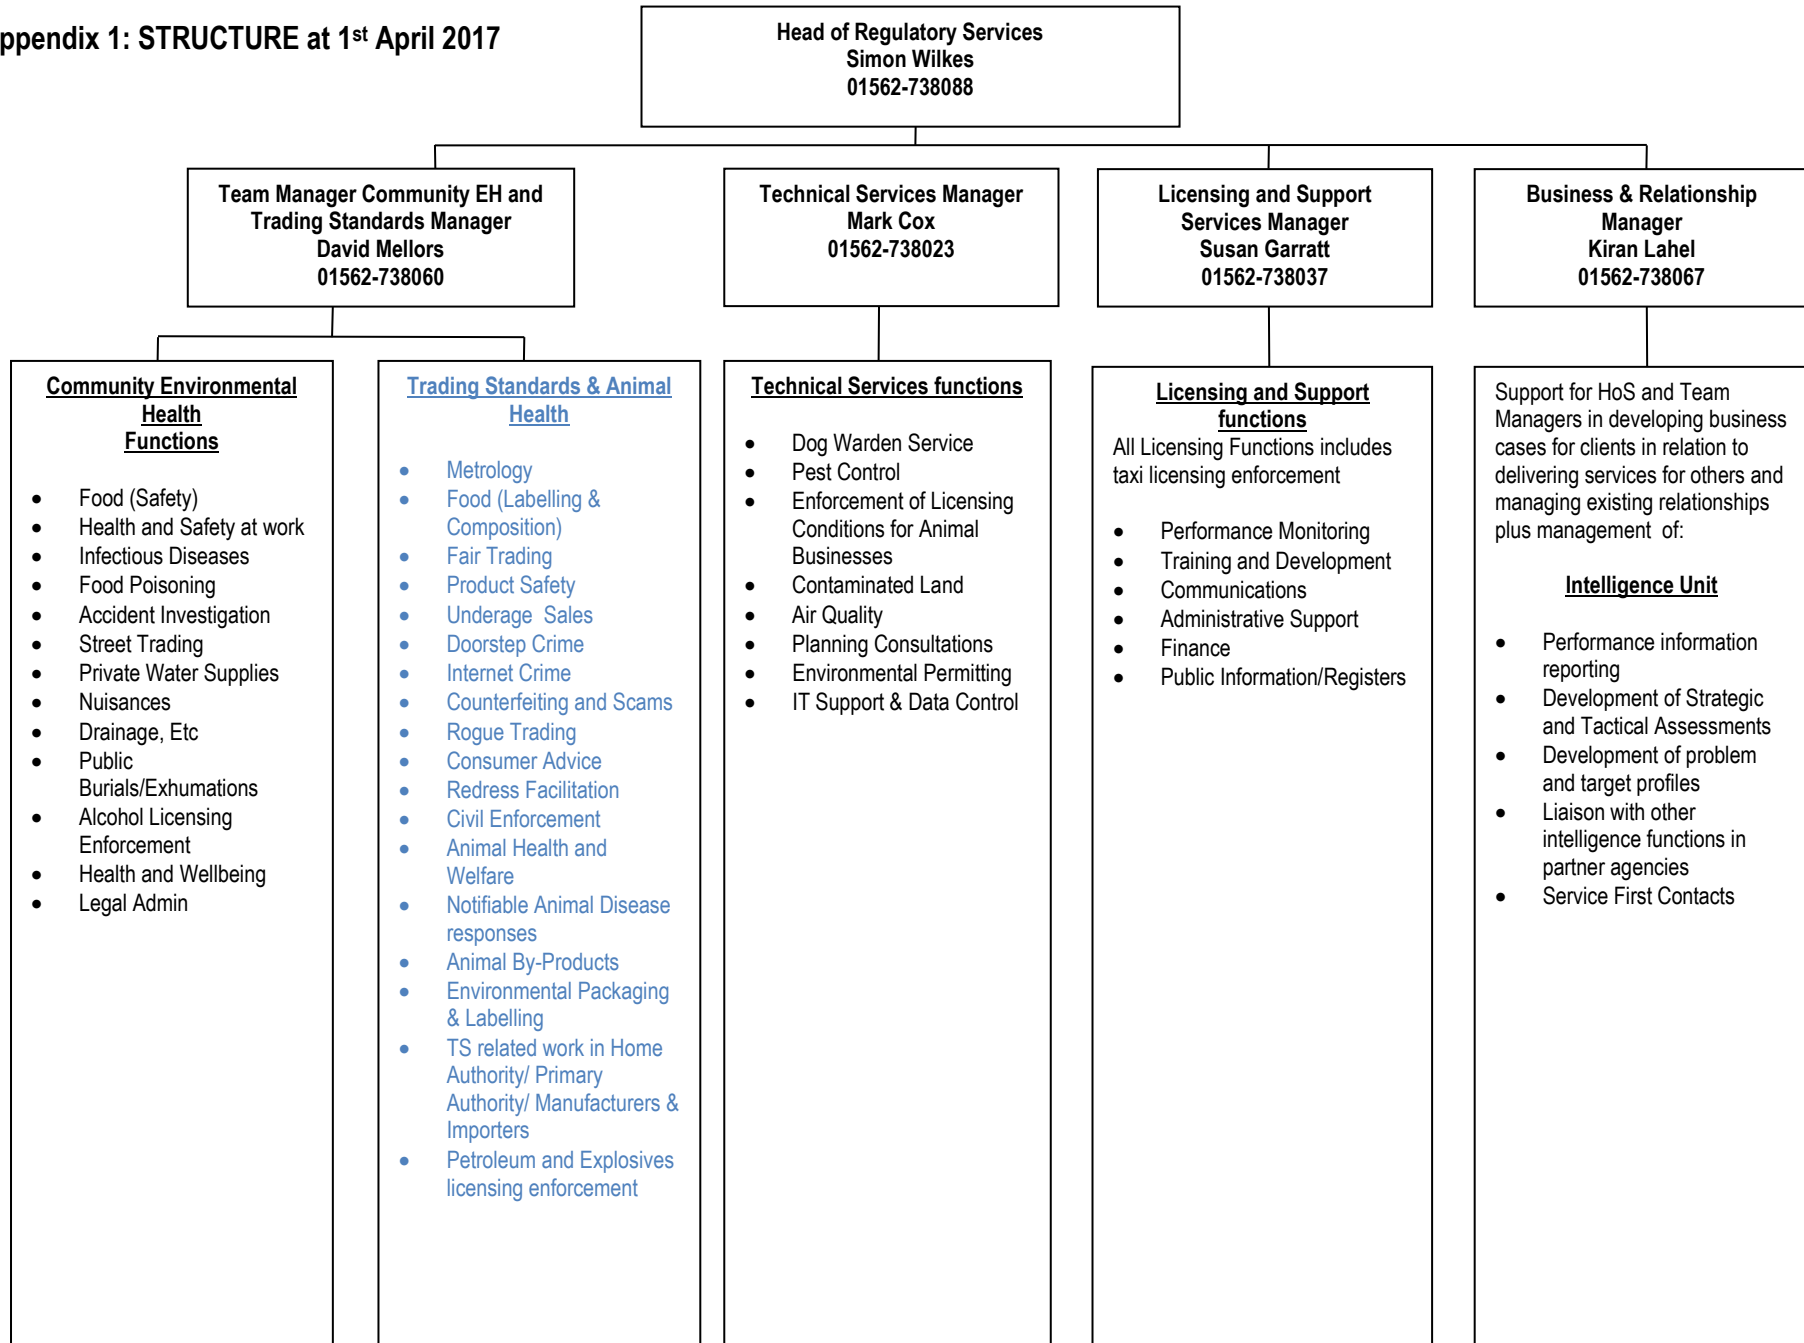 ppendix 1: STRUCTURE at 1st April 2017
Head of Regulatory Services
Simon Wilkes
01562-738088
Team Manager Community EH and
Trading Standards Manager
David Mellors
01562-738060
Technical Services Manager
Mark Cox
01562-738023
Licensing and Support
Services Manager
Susan Garratt
01562-738037
Business & Relationship
Manager
Kiran Lahel
01562-738067
Community Environmental
Health
Functions
• Food (Safety)
• Health and Safety at work
• Infectious Diseases
• Food Poisoning
• Accident Investigation
• Street Trading
• Private Water Supplies
• Nuisances
• Drainage, Etc
• Public
Burials/Exhumations
• Alcohol Licensing
Enforcement
• Health and Wellbeing
• Legal Admin
Trading Standards & Animal
Health
• Metrology
• Food (Labelling &
Composition)
• Fair Trading
• Product Safety
• Underage Sales
• Doorstep Crime
• Internet Crime
• Counterfeiting and Scams
• Rogue Trading
• Consumer Advice
• Redress Facilitation
• Civil Enforcement
• Animal Health and
Welfare
• Notifiable Animal Disease
responses
• Animal By-Products
• Environmental Packaging
& Labelling
• TS related work in Home
Authority/ Primary
Authority/ Manufacturers &
Importers
• Petroleum and Explosives
licensing enforcement
Technical Services functions
• Dog Warden Service
• Pest Control
• Enforcement of Licensing
Conditions for Animal
Businesses
• Contaminated Land
• Air Quality
• Planning Consultations
• Environmental Permitting
• IT Support & Data Control
Licensing and Support
functions
All Licensing Functions includes
taxi licensing enforcement
• Performance Monitoring
• Training and Development
• Communications
• Administrative Support
• Finance
• Public Information/Registers
Support for HoS and Team
Managers in developing business
cases for clients in relation to
delivering services for others and
managing existing relationships
plus management of:
Intelligence Unit
• Performance information
reporting
• Development of Strategic
and Tactical Assessments
• Development of problem
and target profiles
• Liaison with other
intelligence functions in
partner agencies
• Service First Contacts